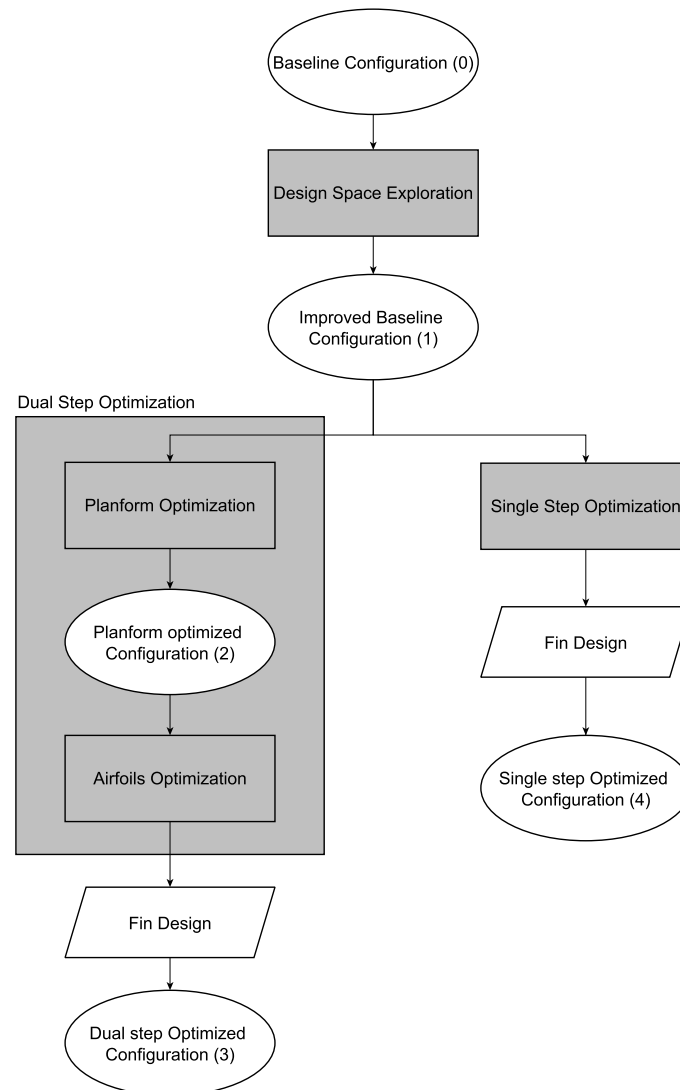 Baseline Configuration (0)
Design Space Exploration
Improved Baseline
Configuration (1)
Dual Step Optimization
Planform Optimization
Single Step Optimization
Planform optimized
Configuration (2)
Fin Design
Airfoils Optimization
Single step Optimized
Configuration (4)
Fin Design
Dual step Optimized
Configuration (3)